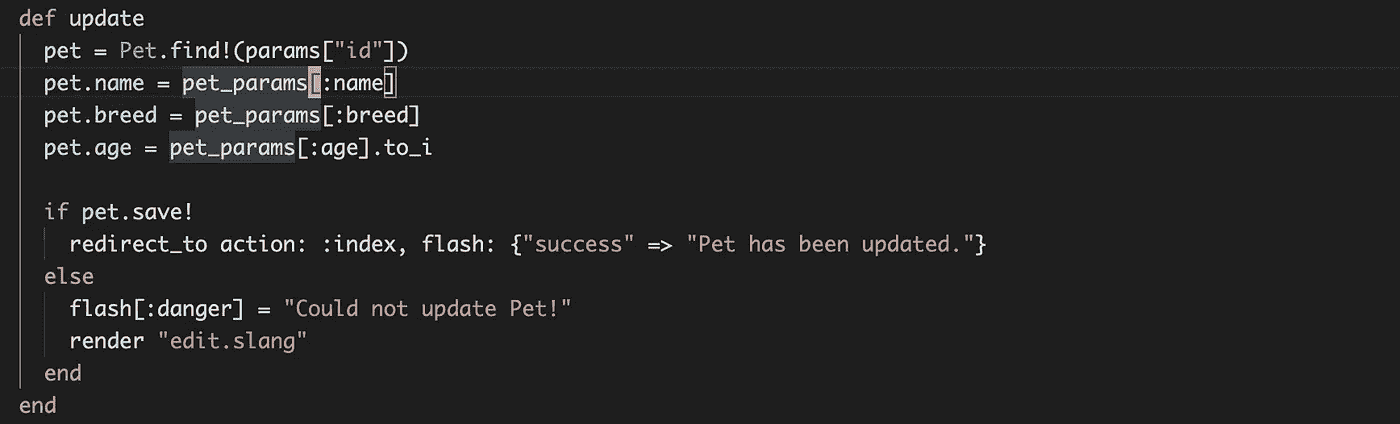 def update
  pet = Pet.find!(params["id"])
  pet.name = pet_params[:name]
  pet.breed = pet_params[:breed]
  pet.age = pet_params[:age].to_i

  if pet.save!
    redirect_to action: :index, flash: {"success" => "Pet has been updated."}
  else
    flash[:danger] = "Could not update Pet!"
    render "edit.slang"
  end
end